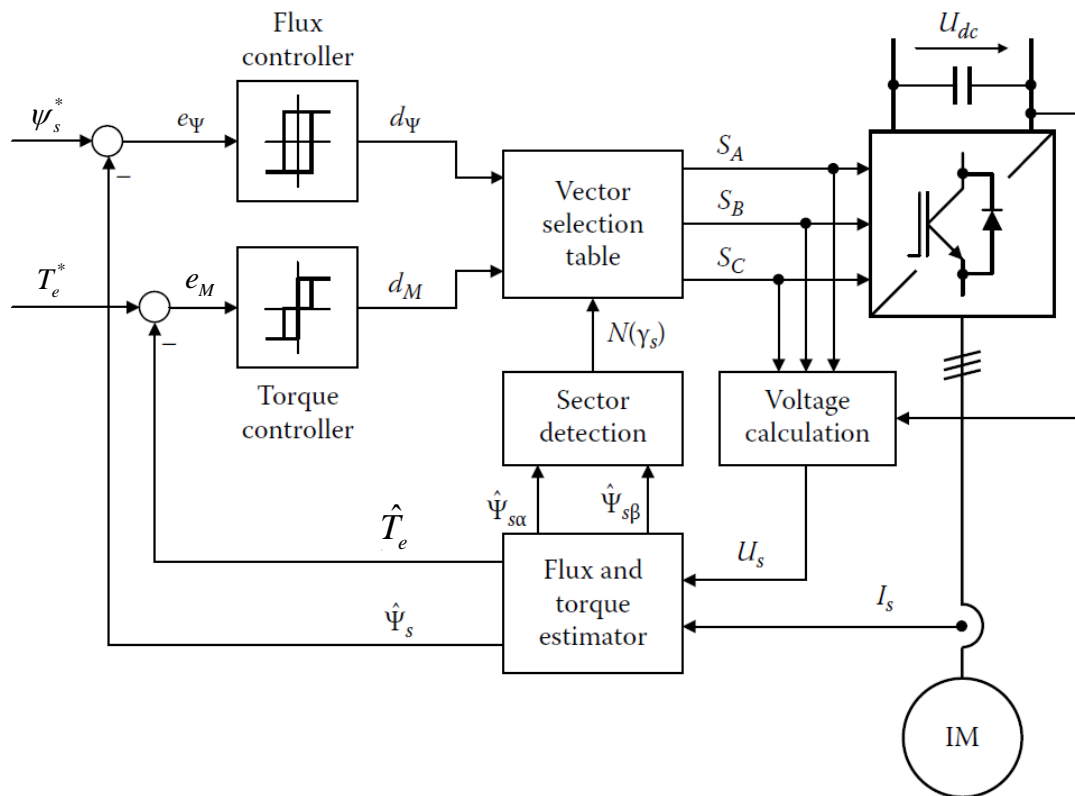 Flux
controller
U_dc
ψ_s^*
e_Ψ
d_Ψ
−
S_A
S_B
S_C
Vector
selection
table
T_e^*
e_M
d_M
−
N(γ_s)
Torque
controller
Sector
detection
Voltage
calculation
Ψ̂_sα
Ψ̂_sβ
T̂_e
U_s
Flux and
torque
estimator
I_s
Ψ̂_s
IM